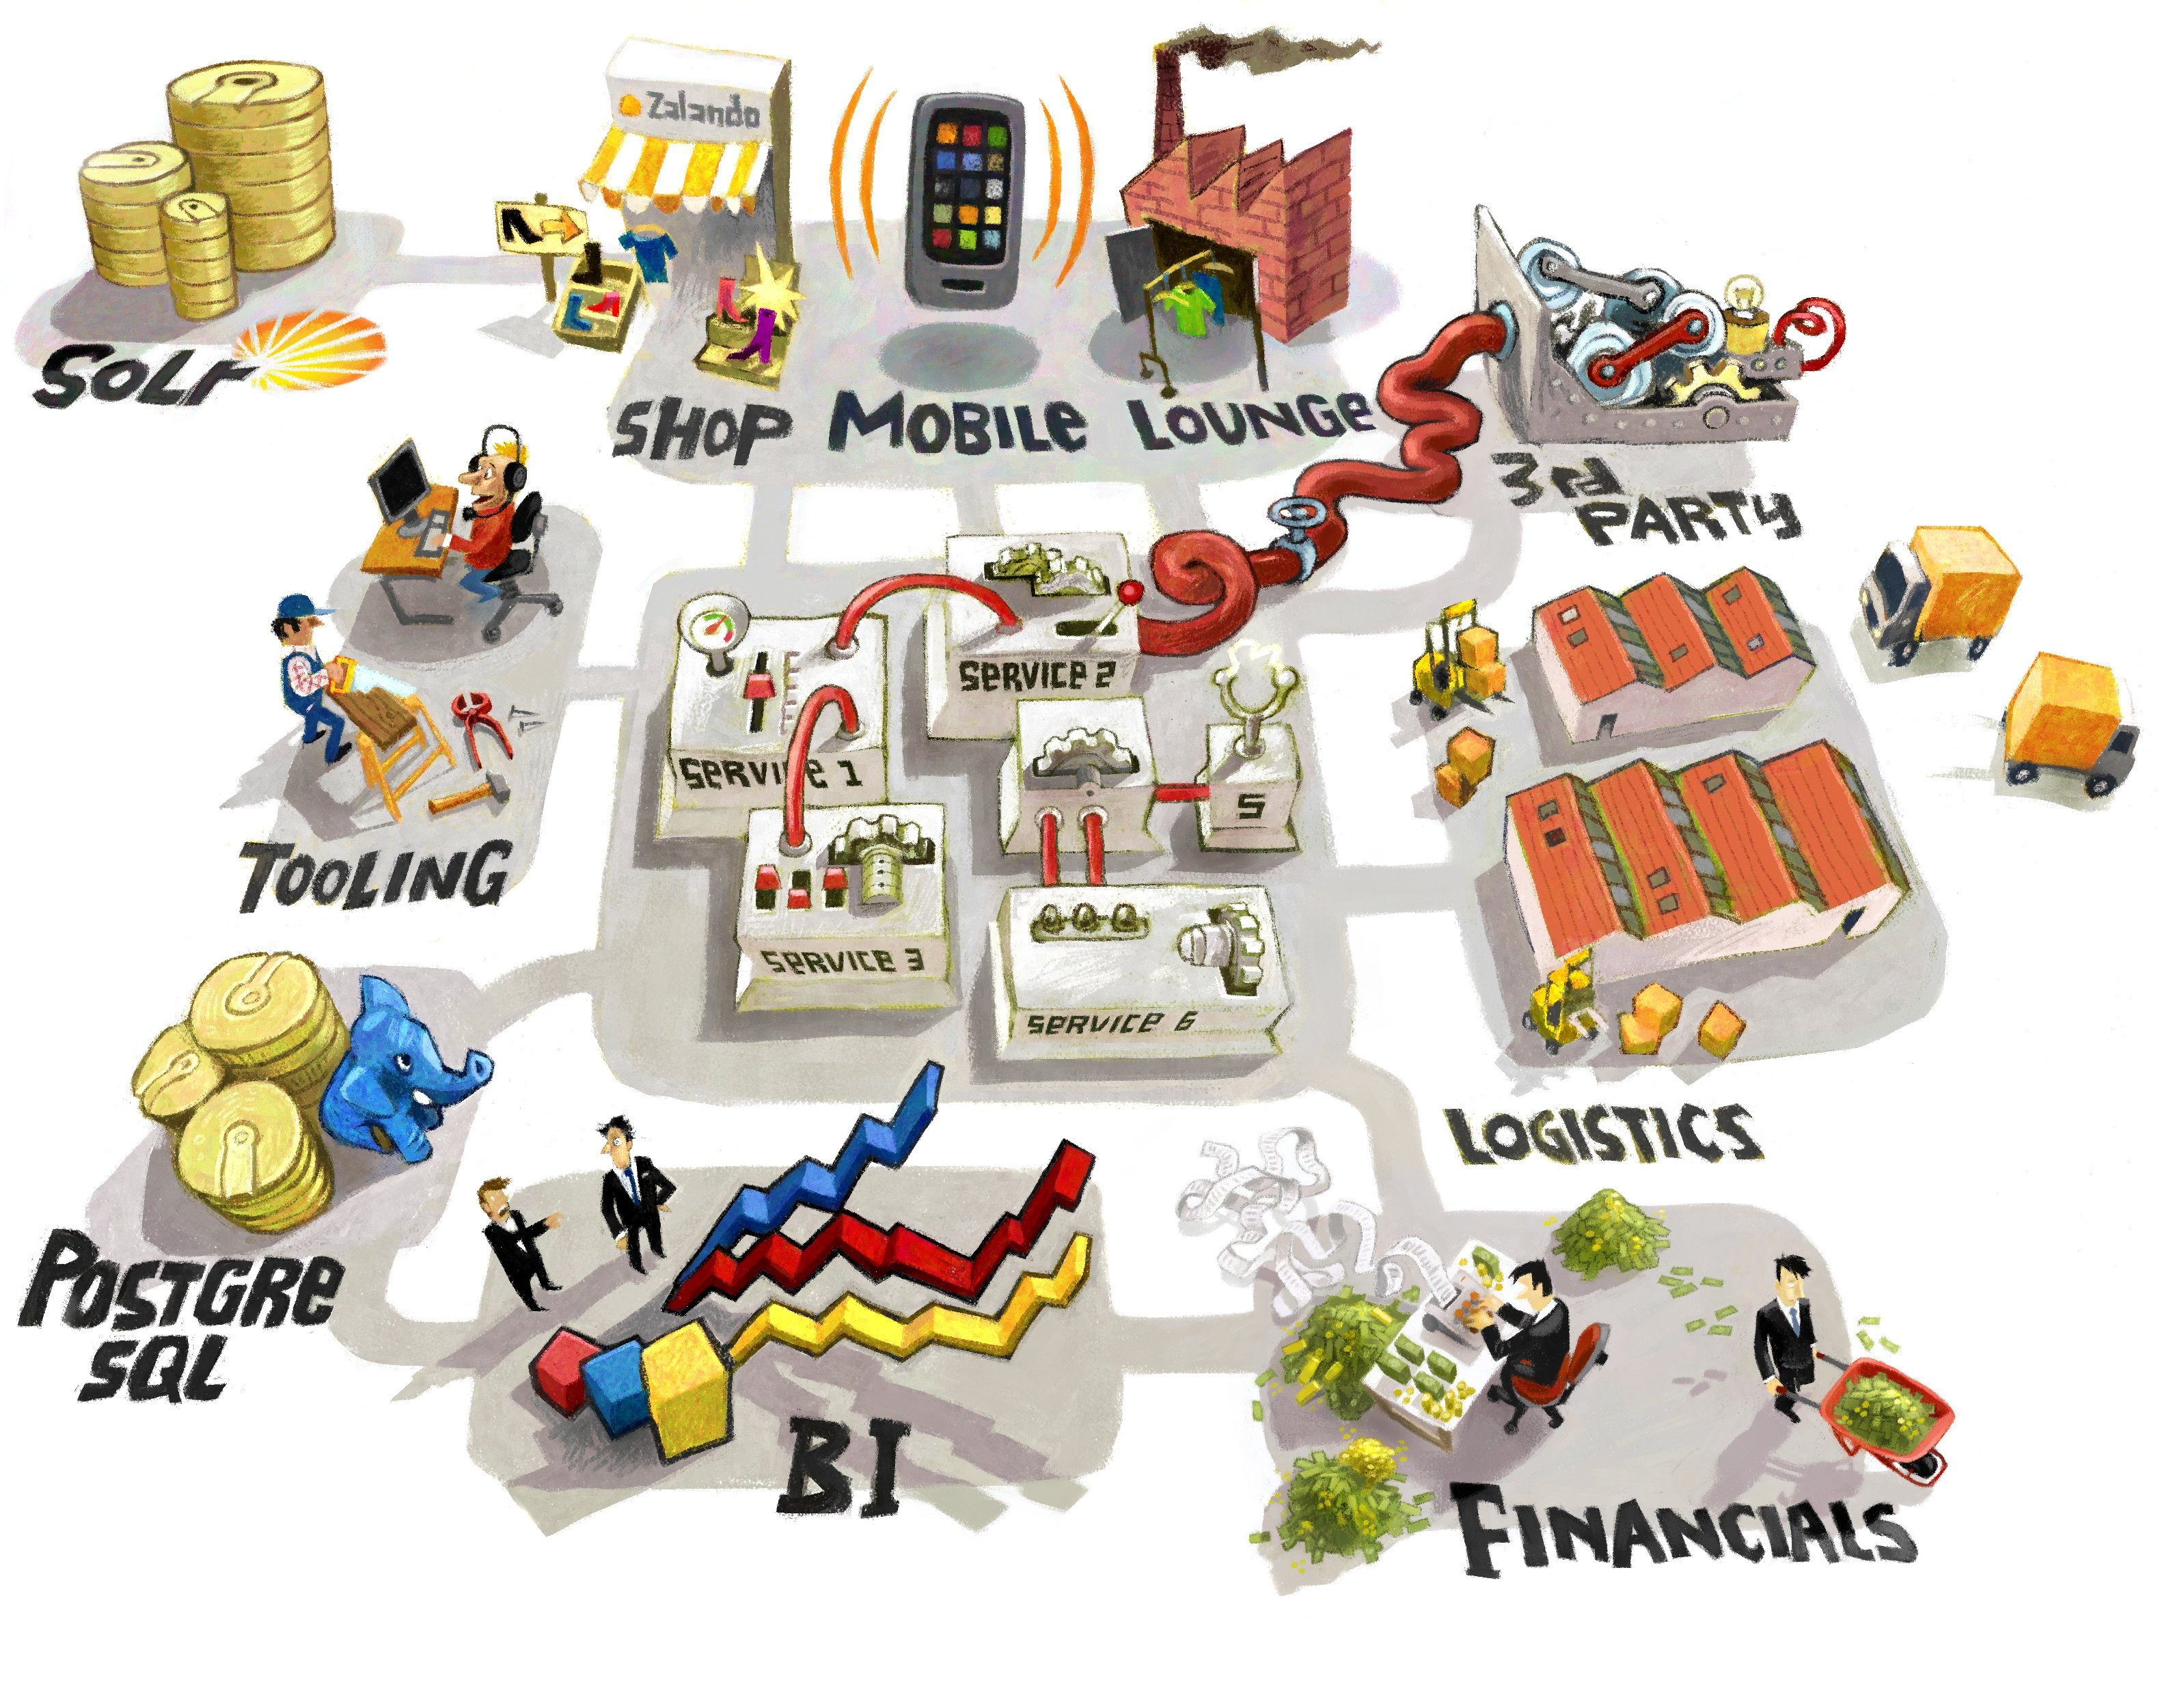 Zalando
SOLr
SHOP MOBILE LOUNGE
3rd
PARTY
SERVICE 2
SERVICE 1
5
TOOLING
SERVICE 3
SERVICE 6
LOGISTICS
POSTGRE
SQL
BI
FINANCIALS